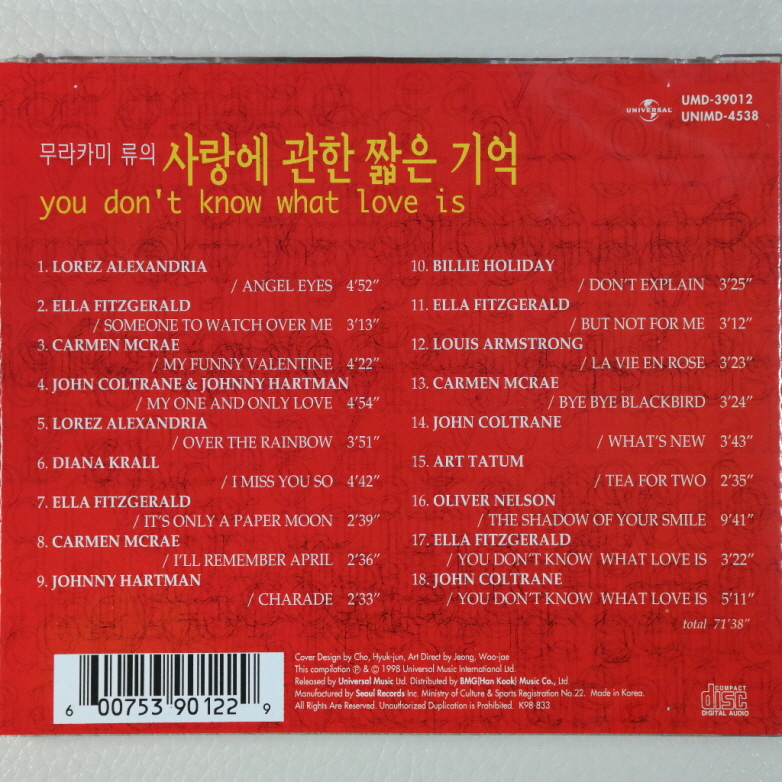 UNIVERSAL
UMD-39012
UNIMD-4538
무라카미 류의 사랑에 관한 짧은 기억
you don't know what love is
1. LOREZ ALEXANDRIA
/ ANGEL EYES 4'52"
2. ELLA FITZGERALD
/ SOMEONE TO WATCH OVER ME 3'13"
3. CARMEN MCRAE
/ MY FUNNY VALENTINE 4'22"
4. JOHN COLTRANE & JOHNNY HARTMAN
/ MY ONE AND ONLY LOVE 4'54"
5. LOREZ ALEXANDRIA
/ OVER THE RAINBOW 3'51"
6. DIANA KRALL
/ I MISS YOU SO 4'42"
7. ELLA FITZGERALD
/ IT'S ONLY A PAPER MOON 2'39"
8. CARMEN MCRAE
/ I'LL REMEMBER APRIL 2'36"
9. JOHNNY HARTMAN
/ CHARADE 2'33"
10. BILLIE HOLIDAY
/ DON'T EXPLAIN 3'25"
11. ELLA FITZGERALD
/ BUT NOT FOR ME 3'12"
12. LOUIS ARMSTRONG
/ LA VIE EN ROSE 3'23"
13. CARMEN MCRAE
/ BYE BYE BLACKBIRD 3'24"
14. JOHN COLTRANE
/ WHAT'S NEW 3'43"
15. ART TATUM
/ TEA FOR TWO 2'35"
16. OLIVER NELSON
/ THE SHADOW OF YOUR SMILE 9'41"
17. ELLA FITZGERALD
/ YOU DON'T KNOW WHAT LOVE IS 3'22"
18. JOHN COLTRANE
/ YOU DON'T KNOW WHAT LOVE IS 5'11"
total 71'38"
6 00753 90122 9
Cover Design by Cho, Hyuk-jun, Art Direct by Jeong, Woo-jae
This compilation ℗ & © 1998 Universal Music International Ltd.
Released by Universal Music Ltd. Distributed by BMG(Han Kook) Music Co., Ltd
Manufactured by Seoul Records Inc. Ministry of Culture & Sports Registration No.22. Made in Korea.
All Rights Are Reserved. Unauthorized Duplication is Prohibited. K98-833
COMPACT
disc
DIGITAL AUDIO